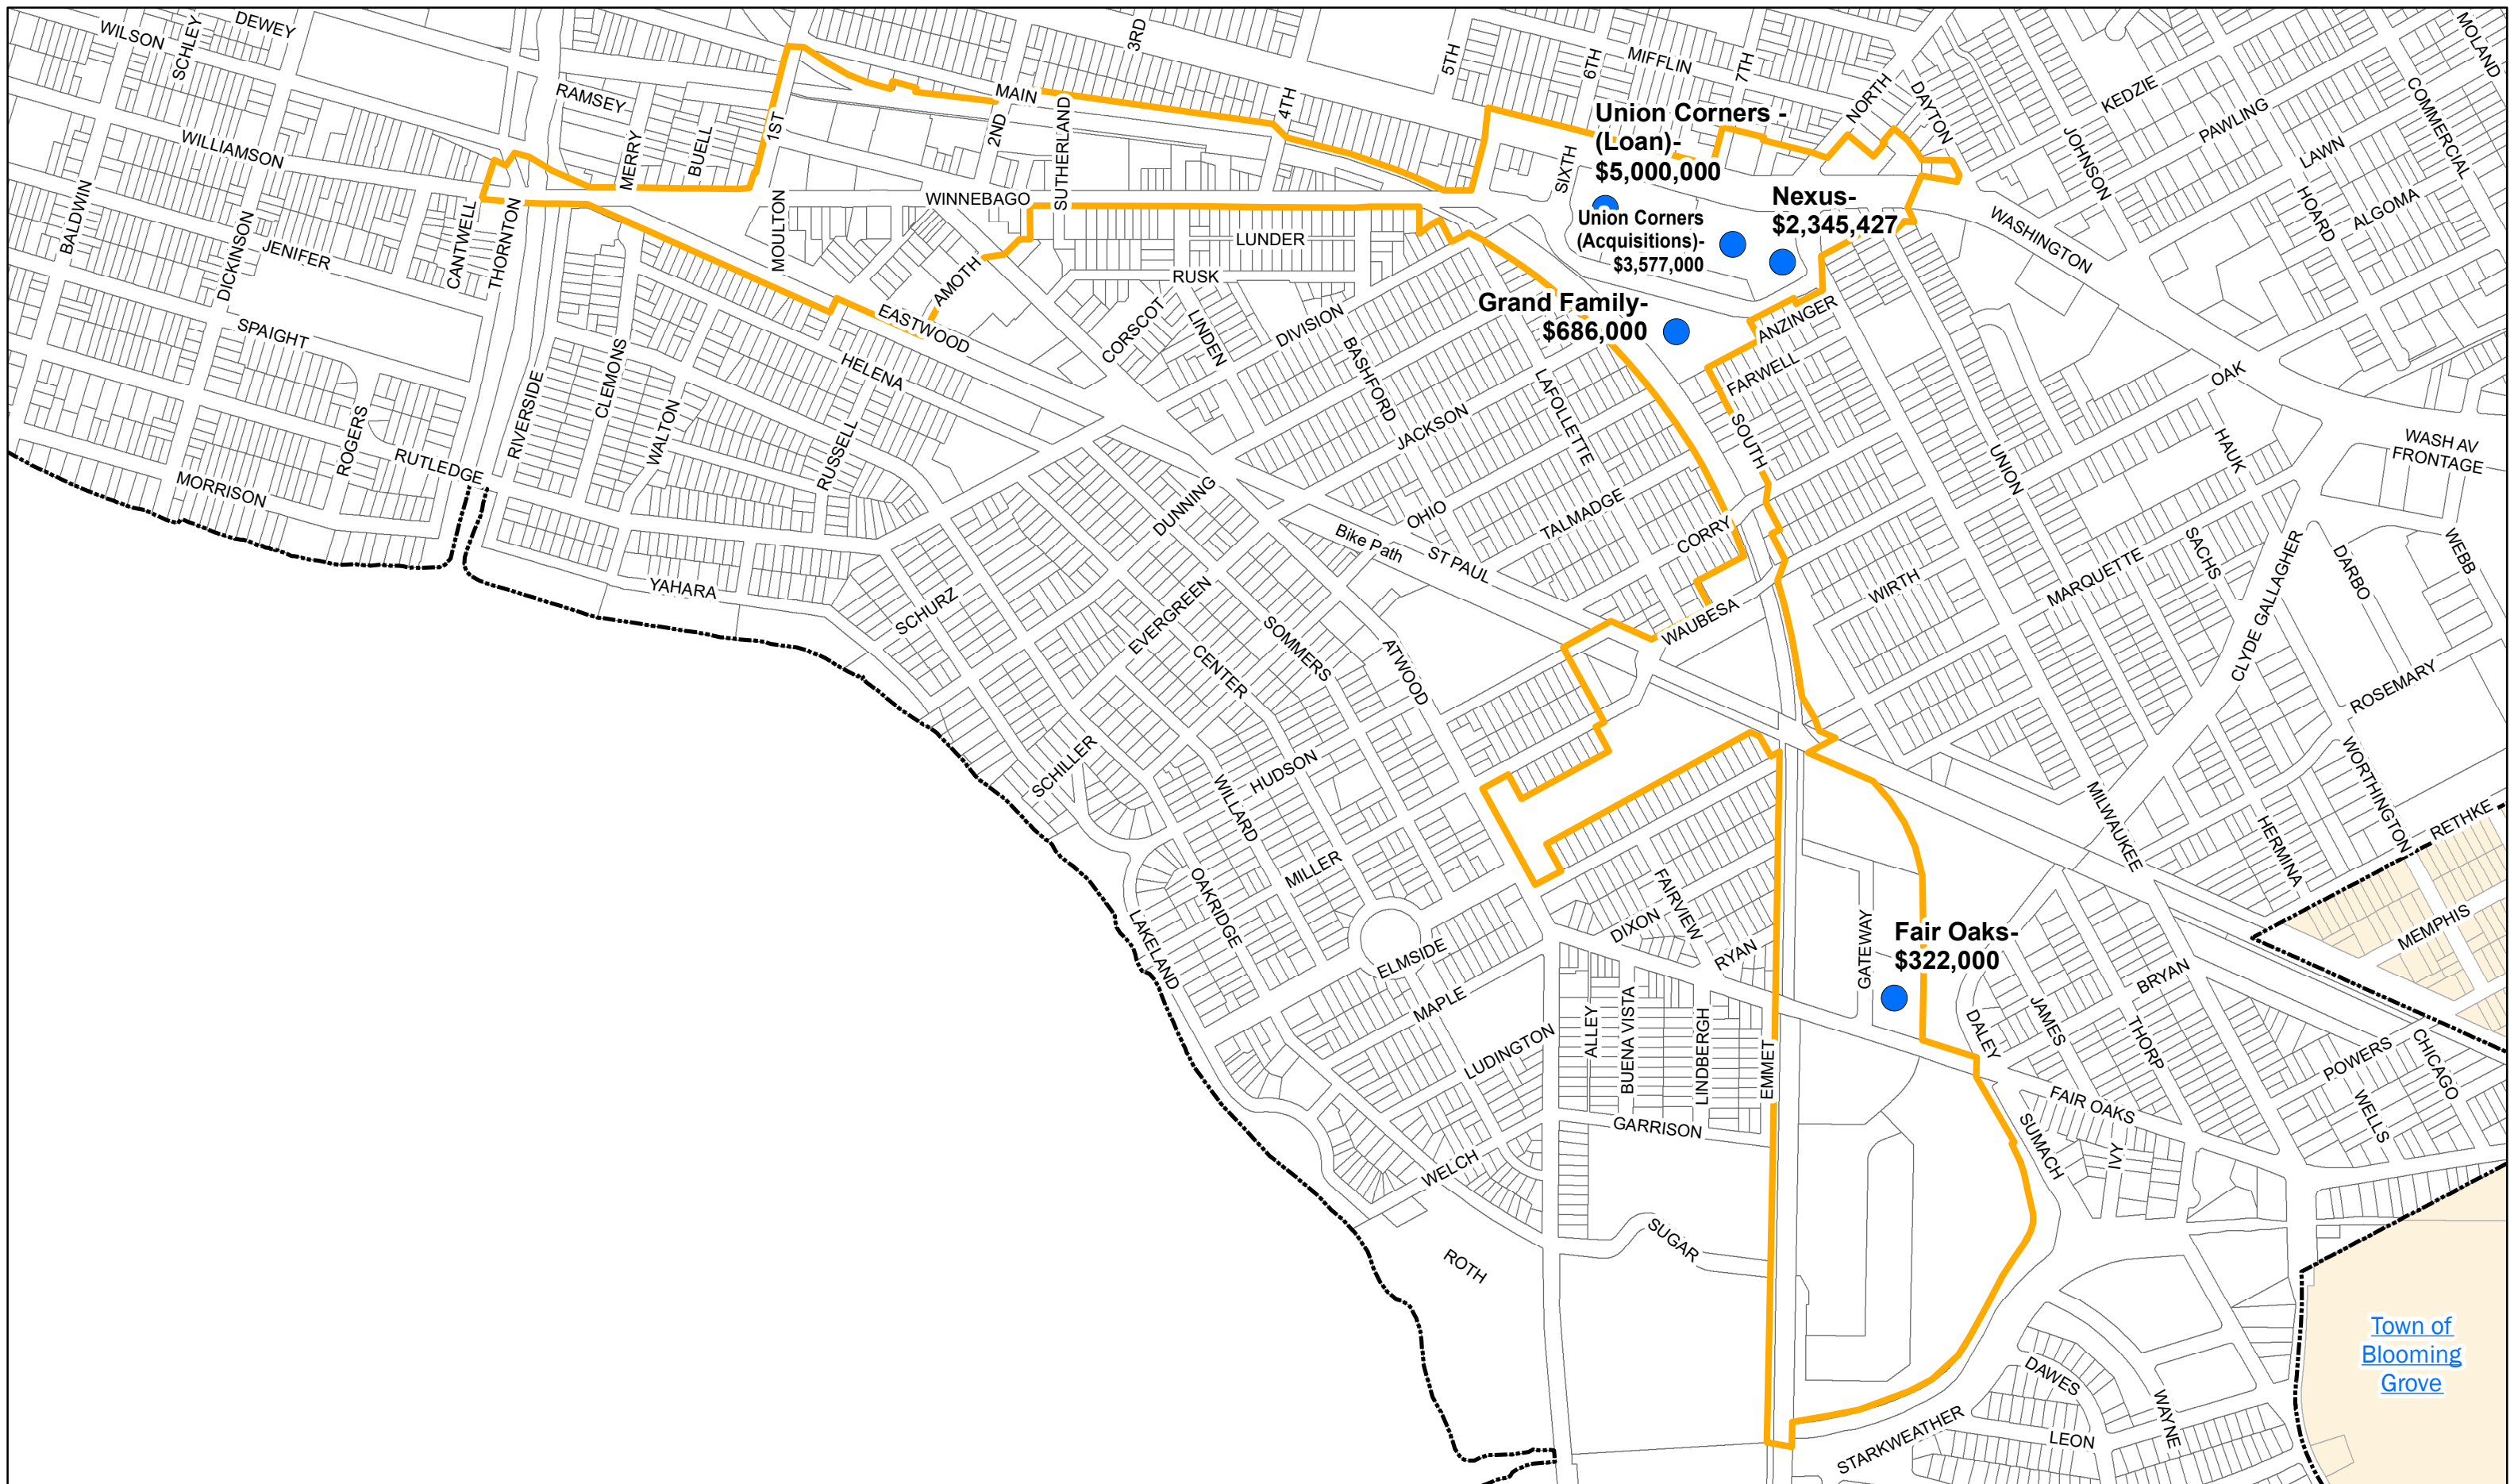 WILSON
SCHLEY
DEWEY
3RD
5TH
6TH
MIFFLIN
7TH
NORTH
DAYTON
KEDZIE
PAWLING
COMMERCIAL
MOLAND
RAMSEY
MAIN
4TH
WILLIAMSON
MERRY
BUELL
1ST
2ND
SUTHERLAND
Union Corners -
(Loan)-
$5,000,000
SIXTH
JOHNSON
LAWN
HOARD
ALGOMA
BALDWIN
DICKINSON
JENIFER
CANTWELL
THORNTON
MOULTON
WINNEBAGO
LUNDER
RUSK
AMOTH
Union Corners
(Acquisitions)-
$3,577,000
Nexus-
$2,345,427
WASHINGTON
SPAIGHT
EASTWOOD
CORSCOT
LINDEN
DIVISION
Grand Family-
$686,000
ANZINGER
FARWELL
HELENA
CLEMONS
RIVERSIDE
WALTON
RUSSELL
ROGERS
RUTLEDGE
MORRISON
BASHFORD
JACKSON
LAFOLLETTE
SOUTH
OAK
HAUK
UNION
WASH AV
FRONTAGE
DUNNING
OHIO
TALMADGE
CORRY
Bike Path
ST PAUL
WAUBESA
WIRTH
MARQUETTE
SACHS
CLYDE GALLAGHER
DARBO
WEBB
YAHARA
SCHURZ
EVERGREEN
CENTER
SOMMERS
ATWOOD
ROSEMARY
SCHILLER
HUDSON
WILLARD
MILLER
OAKRIDGE
LAKELAND
ELMSIDE
MAPLE
LUDINGTON
MILWAUKEE
HERMINA
WORTHINGTON
RETHKE
MEMPHIS
FAIRVIEW
DIXON
RYAN
GATEWAY
Fair Oaks-
$322,000
ALLEY
BUENA VISTA
LINDBERGH
EMMET
GARRISON
WELCH
DALEY
JAMES
BRYAN
THORP
POWERS
CHICAGO
WELLS
FAIR OAKS
SUMACH
IVY
SUGAR
ROTH
Town of
Blooming
Grove
DAWES
WAYNE
LEON
STARKWEATHER